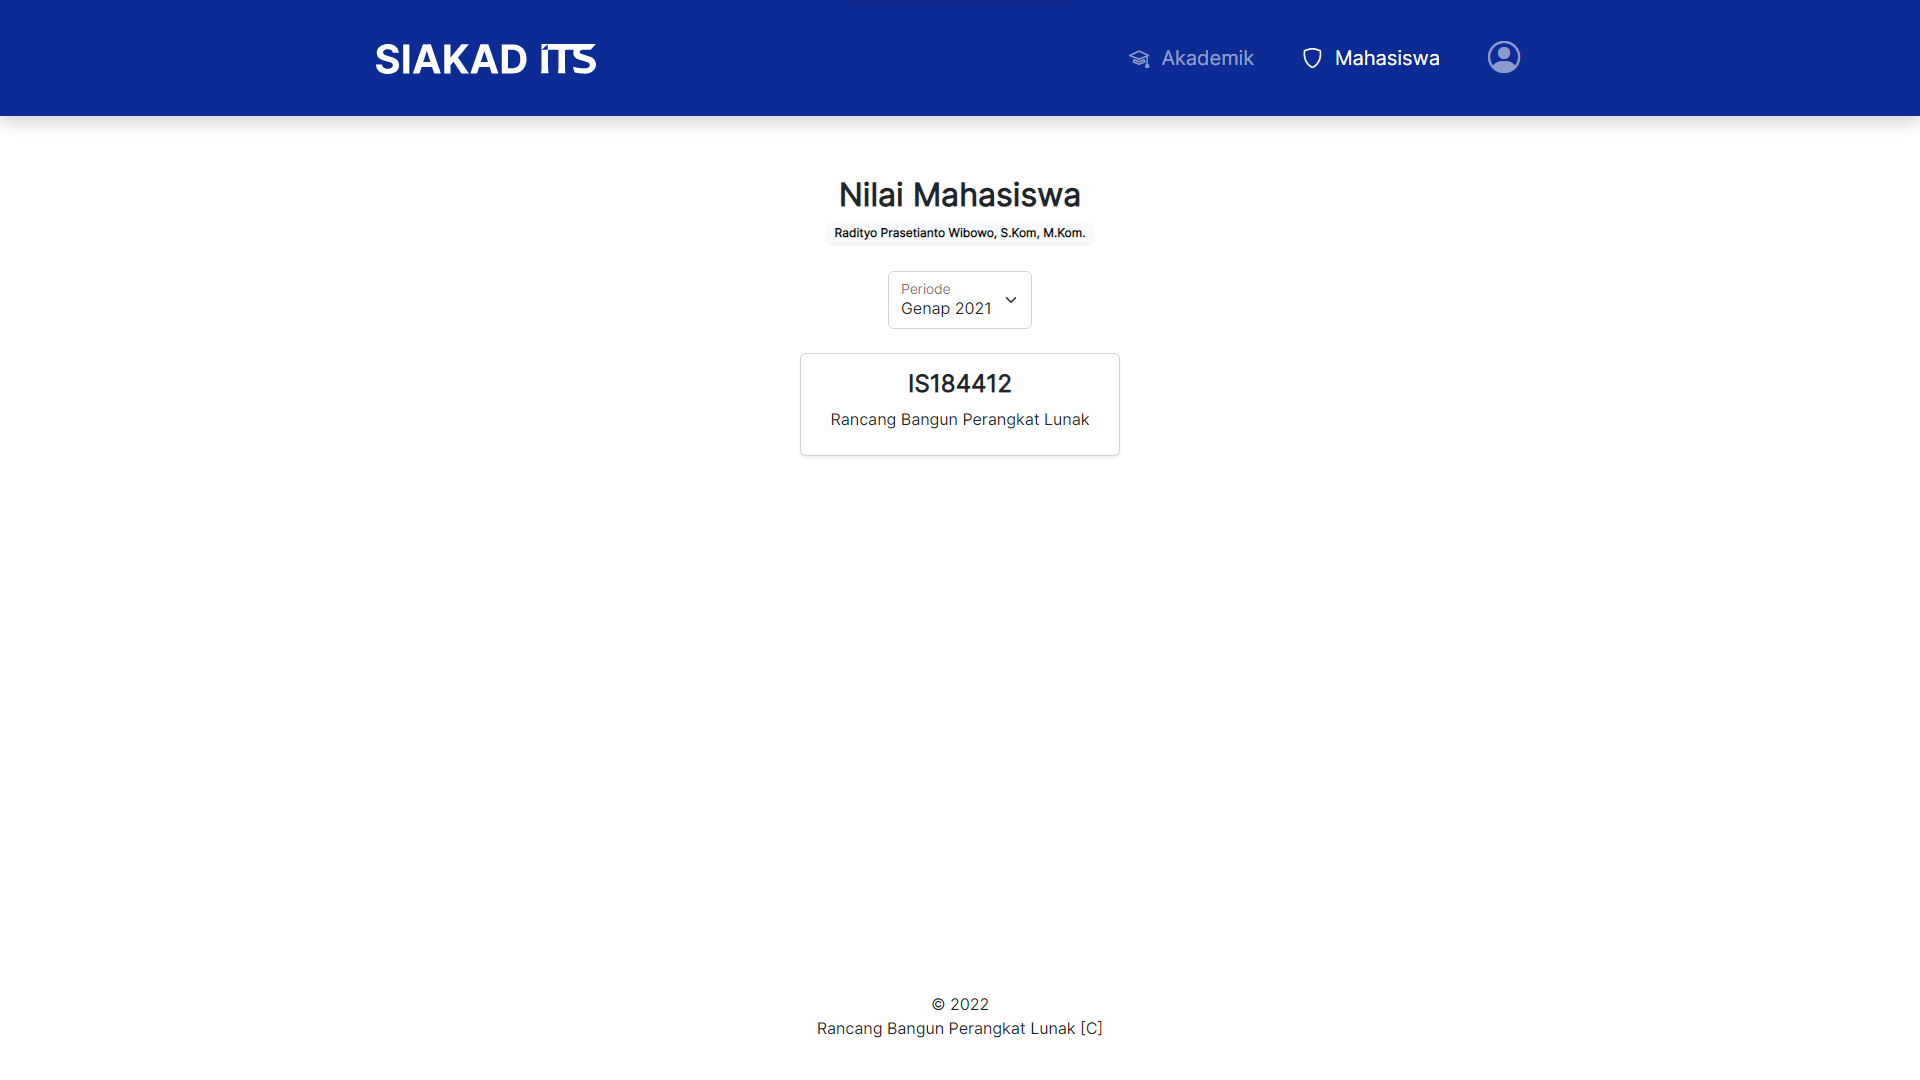 SIAKAD ITS
Akademik
Mahasiswa
Nilai Mahasiswa
Radityo Prasetianto Wibowo, S.Kom, M.Kom.
Periode
Genap 2021
IS184412
Rancang Bangun Perangkat Lunak
© 2022
Rancang Bangun Perangkat Lunak [C]